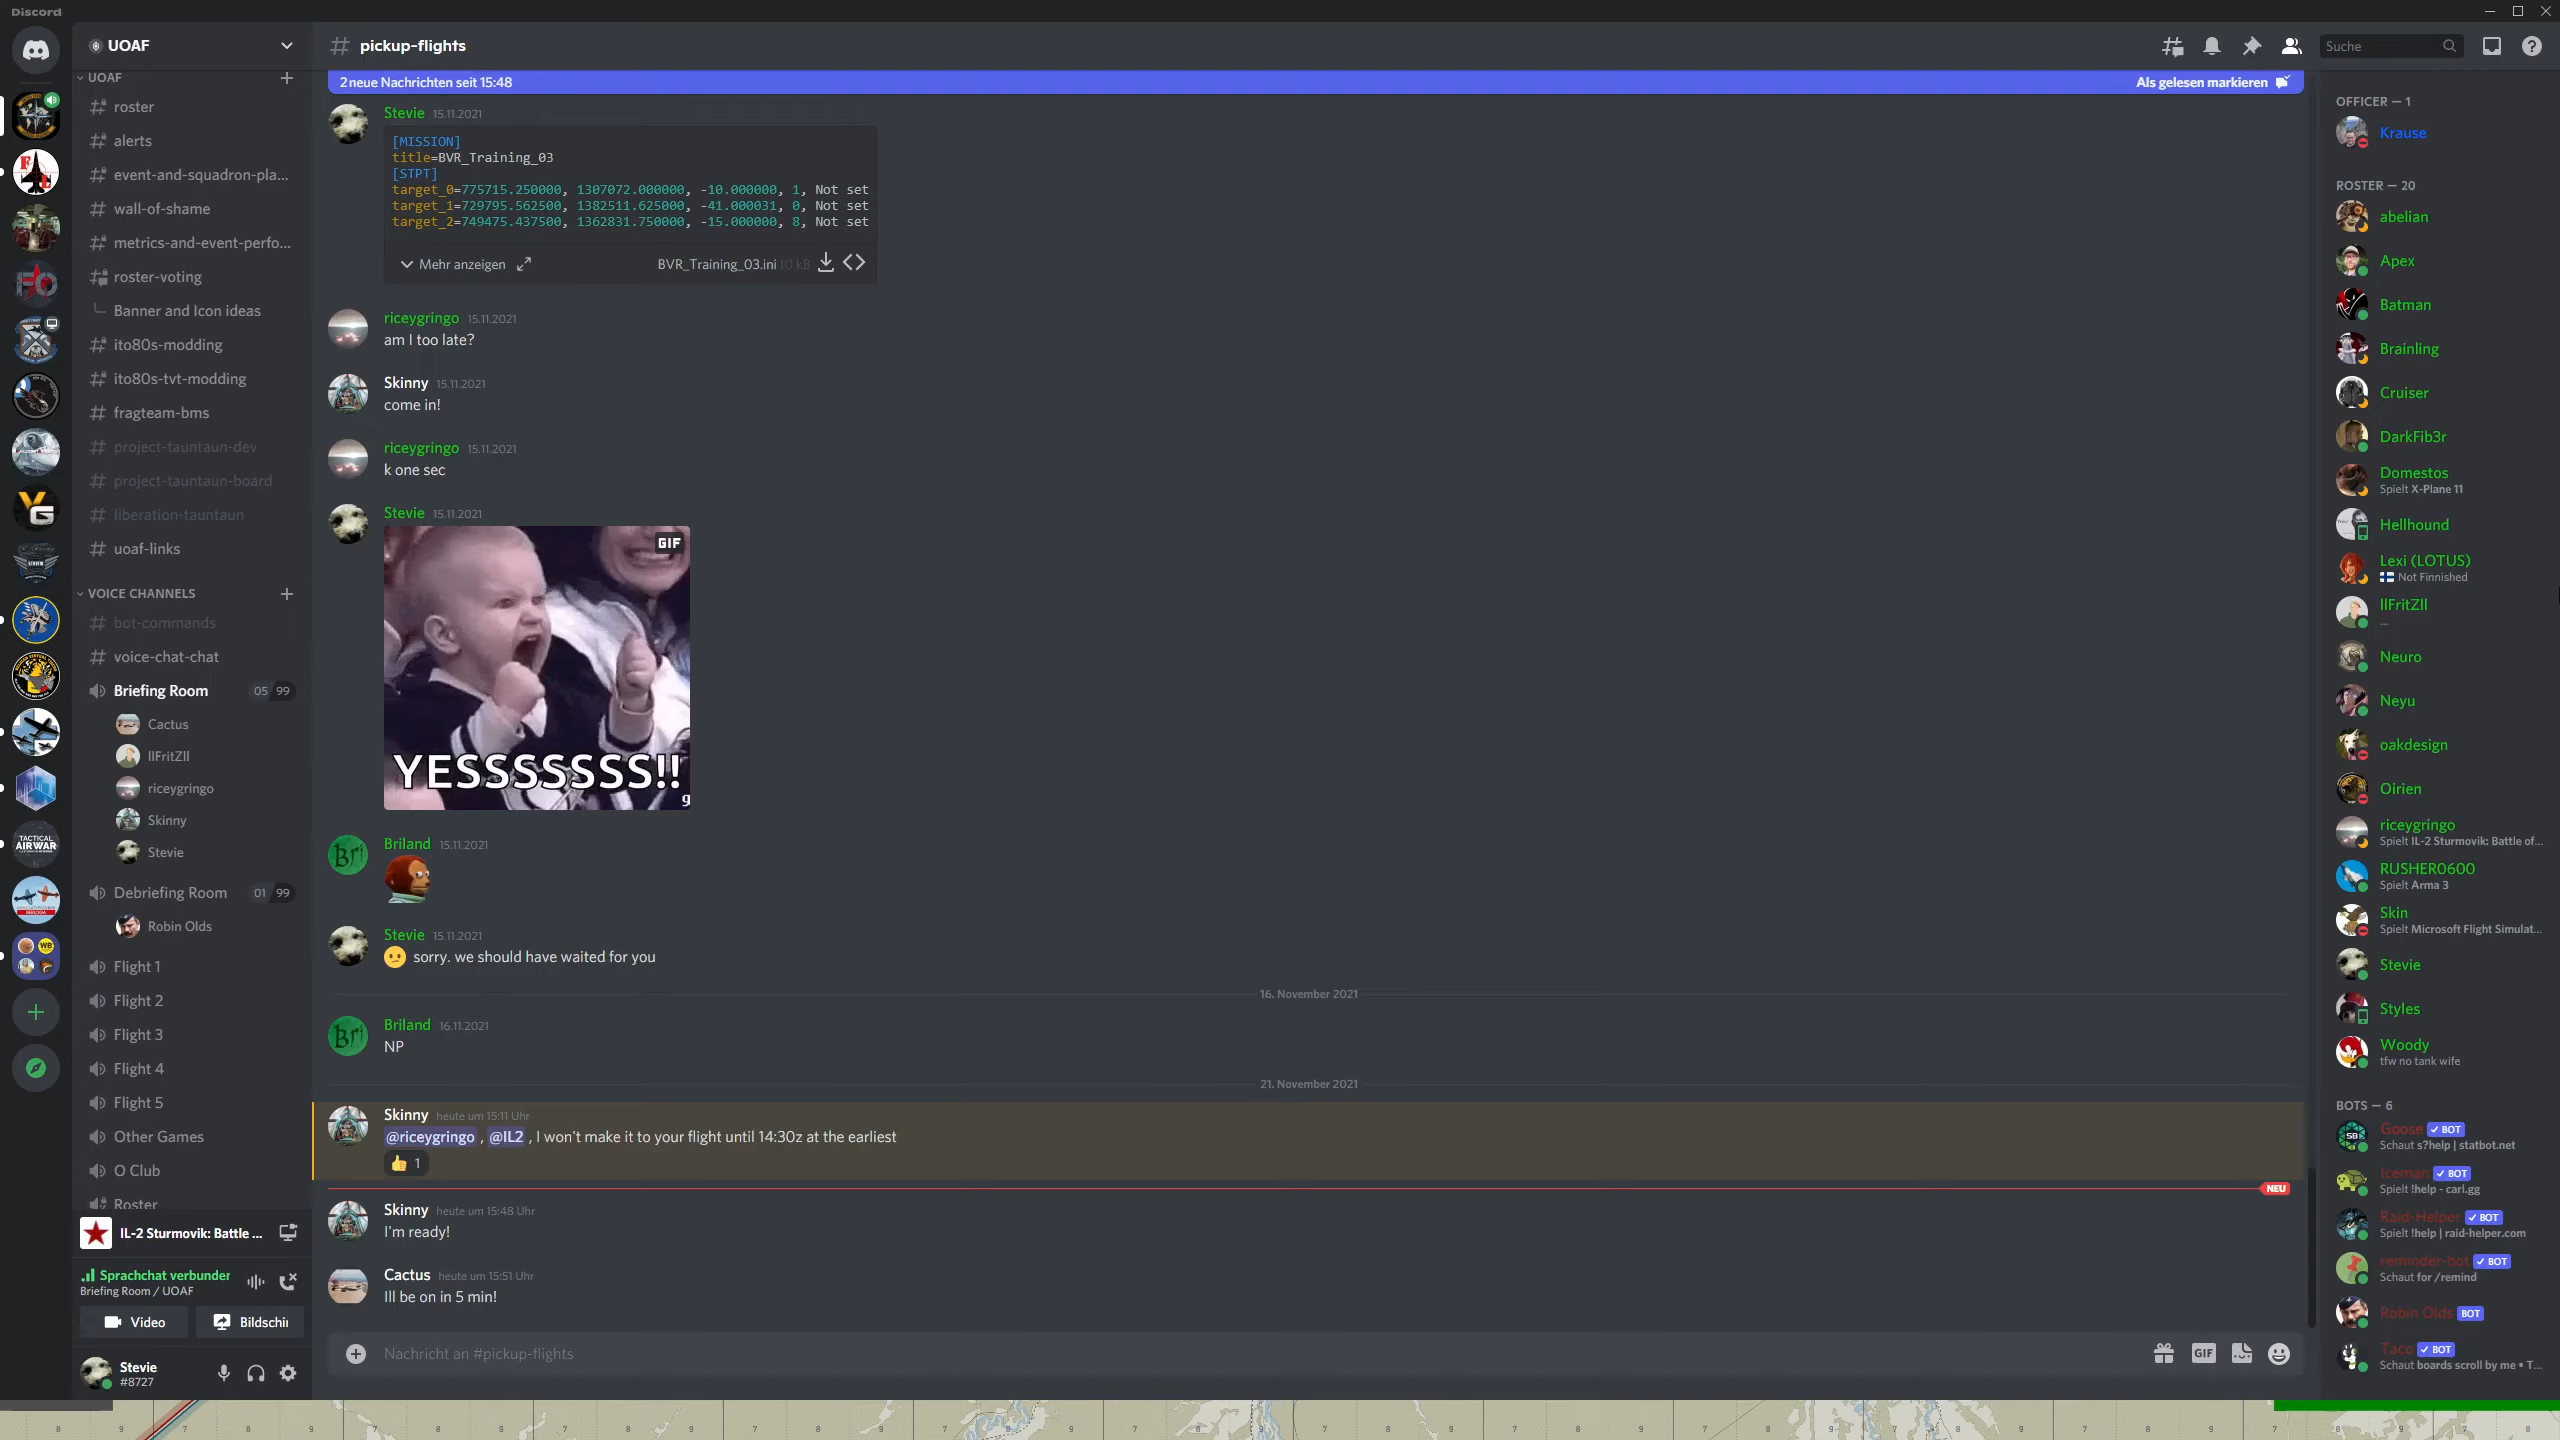 Discord
UOAF
UOAF
roster
alerts
event-and-squadron-pla...
wall-of-shame
metrics-and-event-perfo...
roster-voting
Banner and Icon ideas
ito80s-modding
ito80s-tvt-modding
fragteam-bms
project-tauntaun-dev
project-tauntaun-board
liberation-tauntaun
uoaf-links
VOICE CHANNELS
bot-commands
voice-chat-chat
Briefing Room 05 99
Cactus
llFritZll
riceygringo
Skinny
Stevie
Debriefing Room 01 99
Robin Olds
Flight 1
Flight 2
Flight 3
Flight 4
Flight 5
Other Games
O Club
Roster
IL-2 Sturmovik: Battle ...
Sprachchat verbunden
Briefing Room / UOAF
Video
Bildschi
Stevie
#8727
YG
TACTICAL
AIRWAR
WB
pickup-flights
Suche
2 neue Nachrichten seit 15:48
Als gelesen markieren
Stevie 15.11.2021
[MISSION]
title=BVR_Training_03
[STPT]
target_0=775715.250000, 1307072.000000, -10.000000, 1, Not set
target_1=729795.562500, 1382511.625000, -41.000031, 0, Not set
target_2=749475.437500, 1362831.750000, -15.000000, 8, Not set
Mehr anzeigen
BVR_Training_03.ini 10 kB
riceygringo 15.11.2021
am I too late?
Skinny 15.11.2021
come in!
riceygringo 15.11.2021
k one sec
Stevie 15.11.2021
GIF
YESSSSSSS!!
g
Bri
Briland 15.11.2021
Stevie 15.11.2021
sorry. we should have waited for you
16. November 2021
Bri
Briland 16.11.2021
NP
21. November 2021
Skinny heute um 15:11 Uhr
@riceygringo , @IL2 , I won't make it to your flight until 14:30z at the earliest
1
NEU
Skinny heute um 15:48 Uhr
I'm ready!
Cactus heute um 15:51 Uhr
Ill be on in 5 min!
Nachricht an #pickup-flights
GIF
OFFICER — 1
Krause
ROSTER — 20
abelian
Apex
Batman
Brainling
Cruiser
DarkFib3r
Domestos
Spielt X-Plane 11
Hellhound
Lexi (LOTUS)
Not Finnished
llFritZll
...
Neuro
Neyu
oakdesign
Oirien
riceygringo
Spielt IL-2 Sturmovik: Battle of...
RUSHER0600
Spielt Arma 3
Skin
Spielt Microsoft Flight Simulat...
Stevie
Styles
Woody
tfw no tank wife
BOTS — 6
SB
Goose BOT
Schaut s?help | statbot.net
Iceman BOT
Spielt !help - carl.gg
Raid-Helper BOT
Spielt !help | raid-helper.com
reminder-bot BOT
Schaut for /remind
Robin Olds BOT
Taco BOT
Schaut boards scroll by me • T...